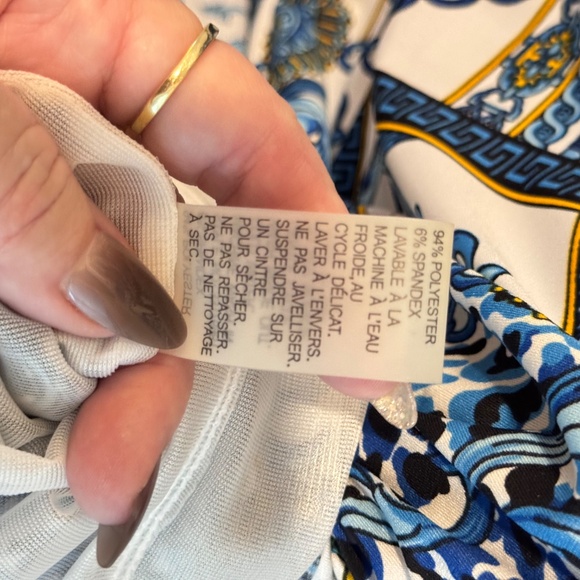 94% POLYESTER
6% SPANDEX
LAVABLE À LA
MACHINE À L'EAU
FROIDE, AU
CYCLE DÉLICAT.
LAVER À L'ENVERS.
NE PAS JAVELLISER.
SUSPENDRE SUR
UN CINTRE
POUR SÉCHER.
NE PAS REPASSER.
PAS DE NETTOYAGE
À SEC.